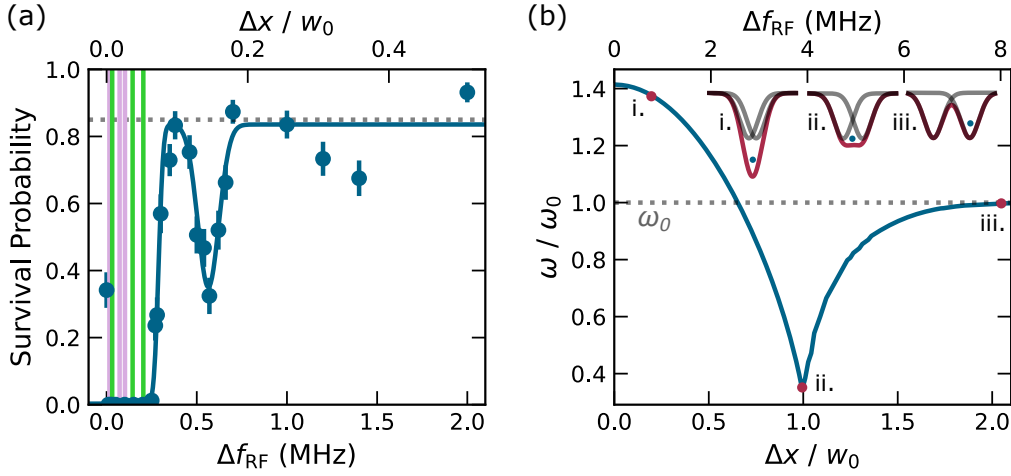 (a)
Δx / w₀
0.0 0.2 0.4
1.0
0.8
0.6
0.4
0.2
0.0
Survival Probability
0.0 0.5 1.0 1.5 2.0
Δf_RF (MHz)
(b)
Δf_RF (MHz)
0 2 4 6 8
1.4
1.2
1.0
0.8
0.6
0.4
ω / ω₀
i.
i. ii. iii.
ω₀
iii.
ii.
0.0 0.5 1.0 1.5 2.0
Δx / w₀